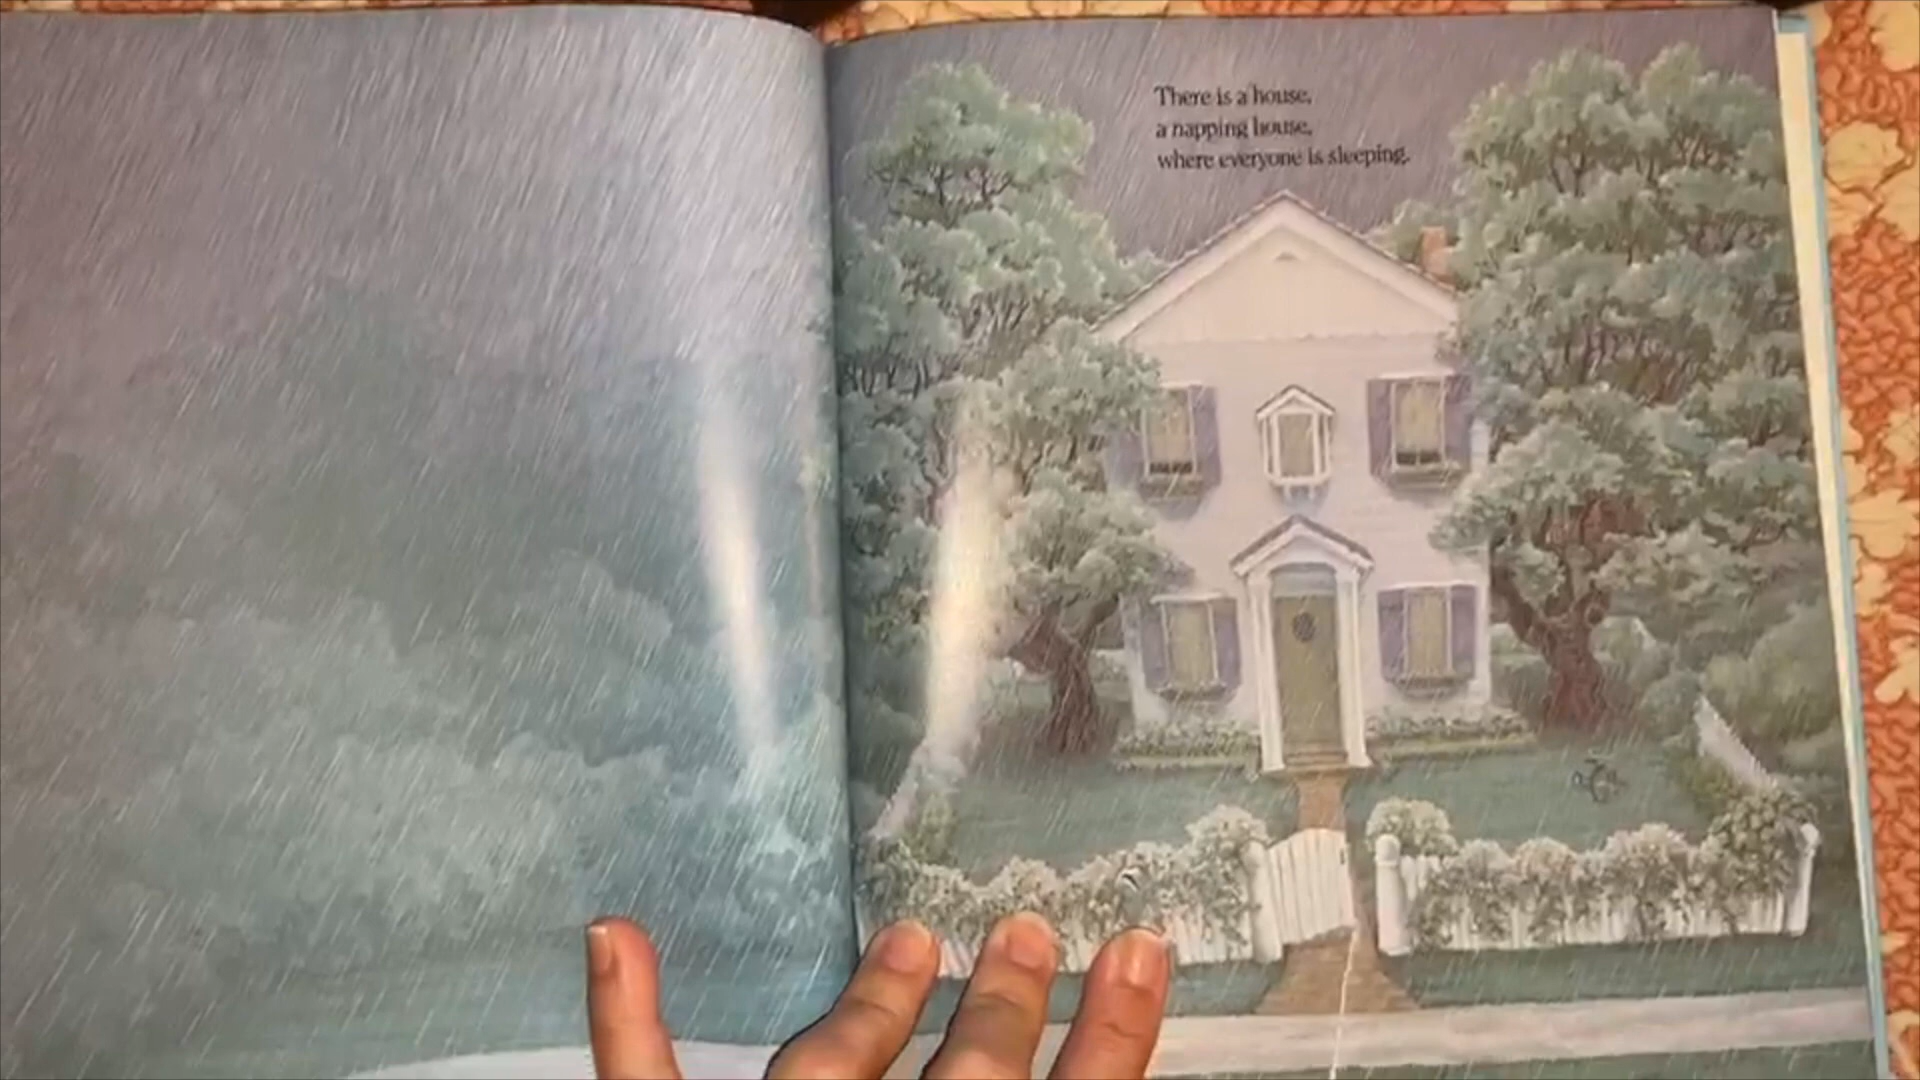 There is a house,
a napping house,
where everyone is sleeping.